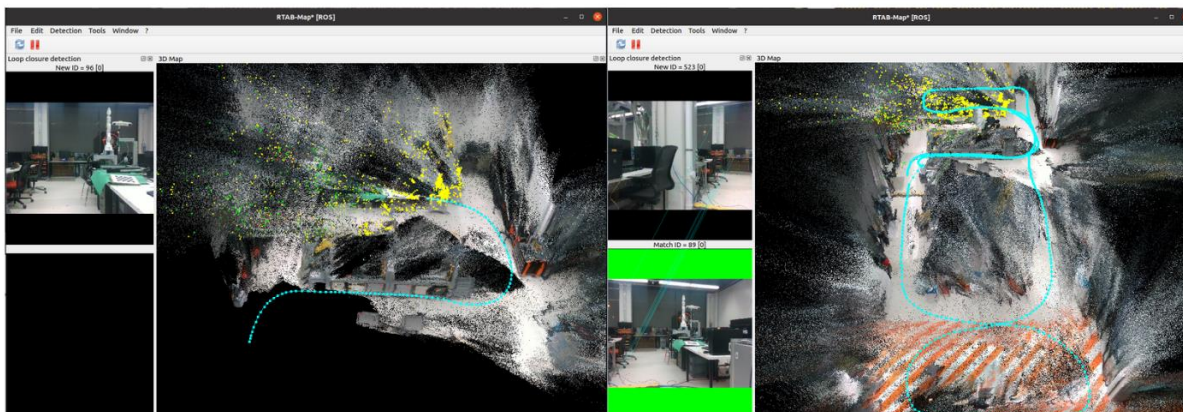 RTAB-Map* [ROS]
File Edit Detection Tools Window ?
Loop closure detection
New ID = 96 [0]
3D Map
RTAB-Map* [ROS]
File Edit Detection Tools Window ?
Loop closure detection
New ID = 523 [0]
Match ID = 89 [0]
3D Map